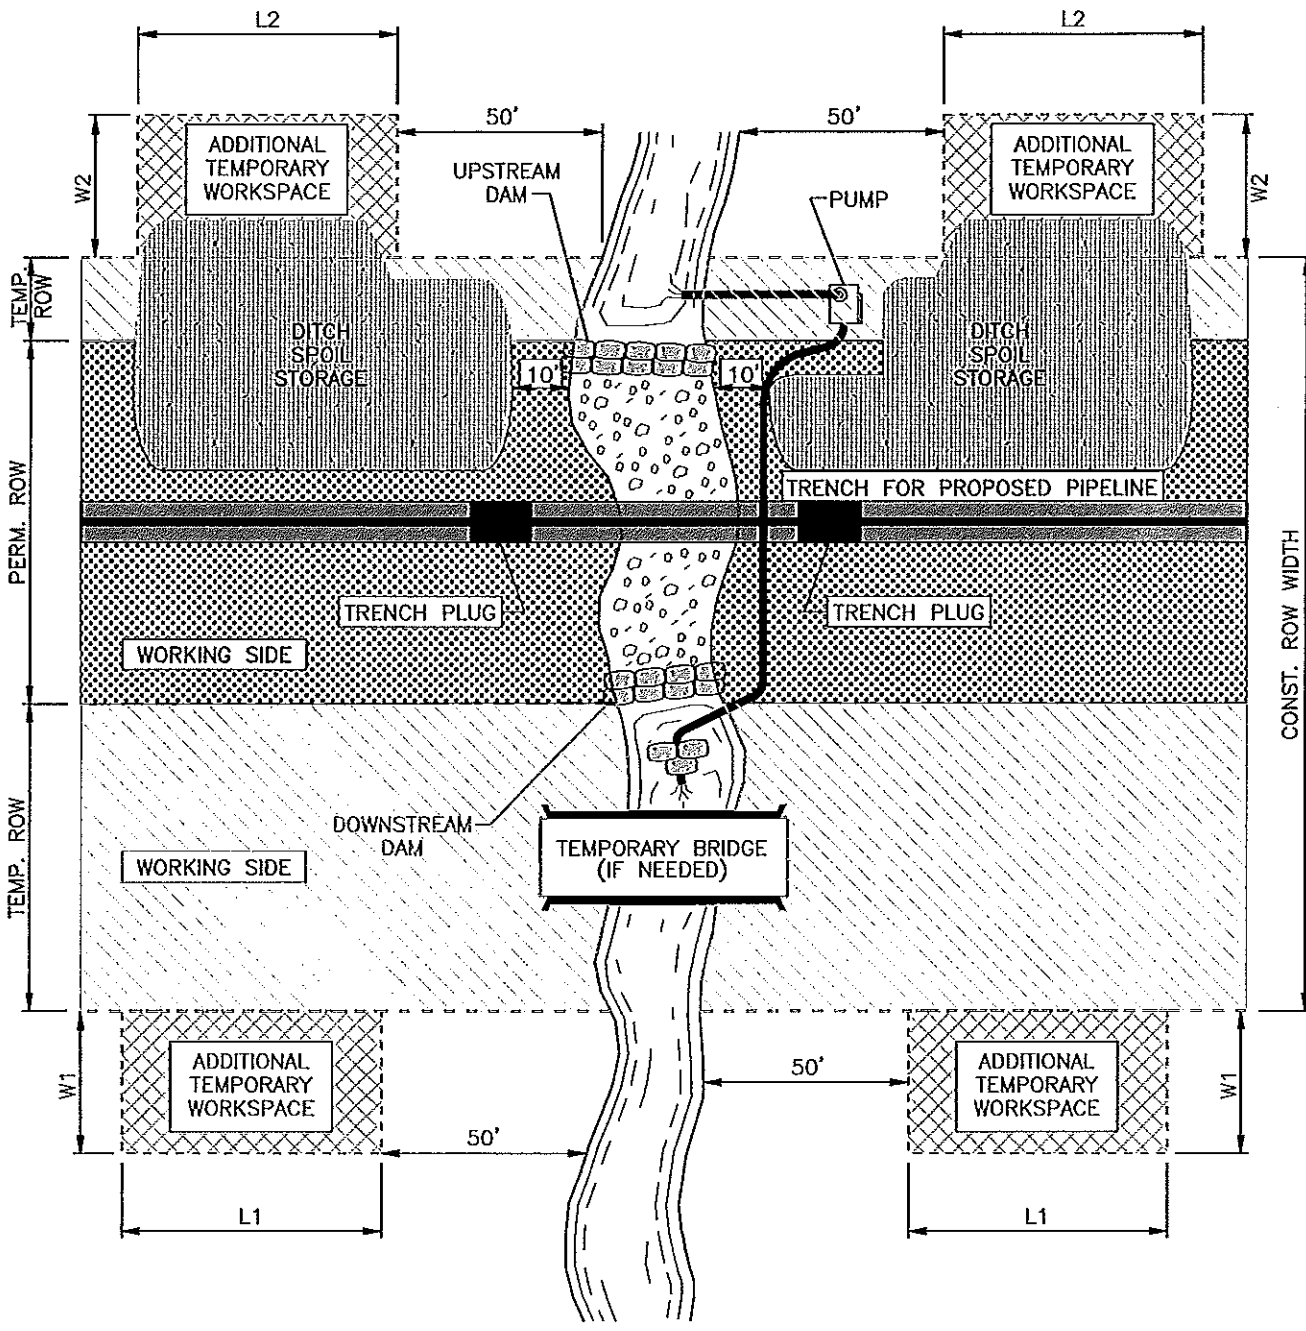 L2
L2
50'
50'
ADDITIONAL
TEMPORARY
WORKSPACE
UPSTREAM
DAM
ADDITIONAL
TEMPORARY
WORKSPACE
W2
W2
PUMP
TEMP.
ROW
DITCH
SPOIL
STORAGE
DITCH
SPOIL
STORAGE
10'
10'
TRENCH FOR PROPOSED PIPELINE
PERM. ROW
TRENCH PLUG
TRENCH PLUG
WORKING SIDE
CONST. ROW WIDTH
TEMP. ROW
DOWNSTREAM
DAM
TEMPORARY BRIDGE
(IF NEEDED)
WORKING SIDE
W1
ADDITIONAL
TEMPORARY
WORKSPACE
50'
50'
ADDITIONAL
TEMPORARY
WORKSPACE
W1
L1
L1